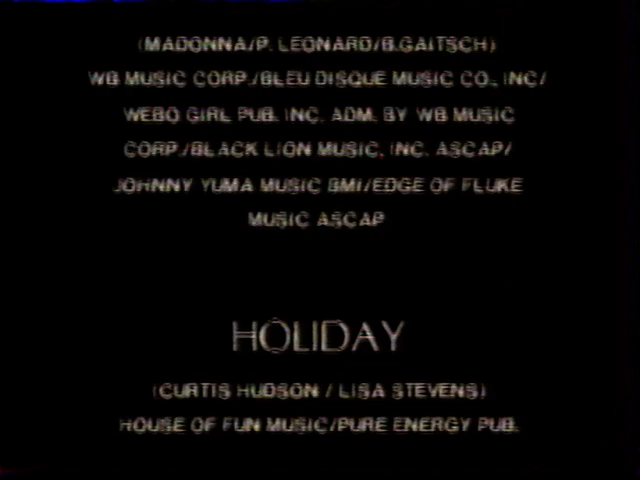 (MADONNA/P. LEONARD/B.GAITSCH)
WB MUSIC CORP./BLEU DISQUE MUSIC CO., INC/
WEBO GIRL PUB. INC. ADM. BY WB MUSIC
CORP./BLACK LION MUSIC, INC. ASCAP/
JOHNNY YUMA MUSIC BMI/EDGE OF FLUKE
MUSIC ASCAP
HOLIDAY
(CURTIS HUDSON / LISA STEVENS)
HOUSE OF FUN MUSIC/PURE ENERGY PUB.